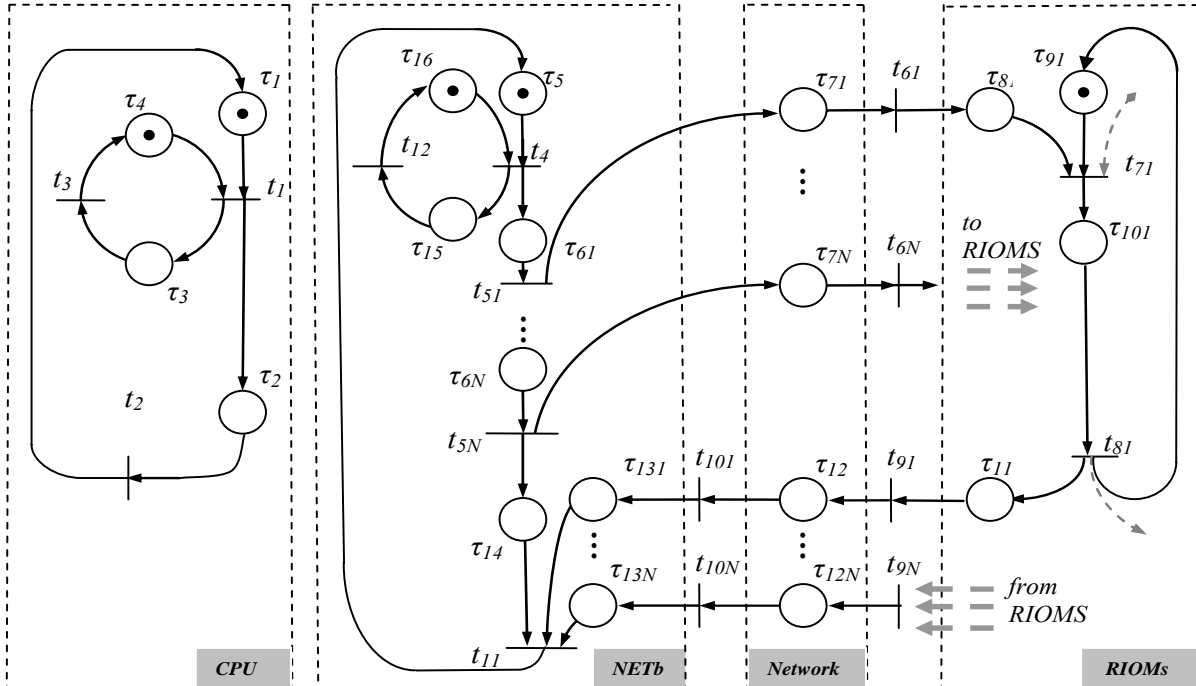 τ1
τ4
t3
t1
τ3
τ2
t2
CPU
τ16
τ5
t12
t4
τ15
τ61
t51
τ6N
t5N
τ14
τ131
t101
τ13N
t10N
t11
NETb
τ71
t61
τ7N
t6N
τ12
t91
τ12N
t9N
Network
τ81
τ91
t71
τ101
to
RIOMS
t81
τ11
from
RIOMS
RIOMs